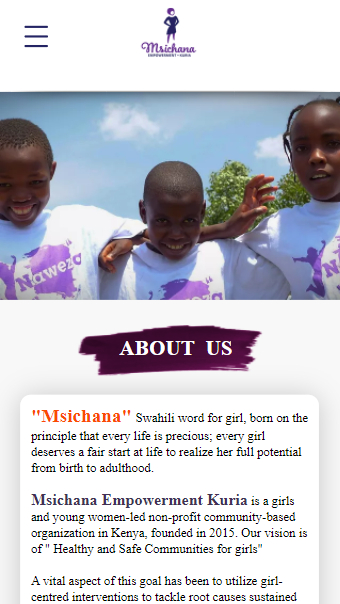 Msichana
EMPOWERMENT KURIA
Naweza
Naweza
ABOUT US
"Msichana" Swahili word for girl, born on the
principle that every life is precious; every girl
deserves a fair start at life to realize her full potential
from birth to adulthood.
Msichana Empowerment Kuria is a girls
and young women-led non-profit community-based
organization in Kenya, founded in 2015. Our vision is
of " Healthy and Safe Communities for girls"
A vital aspect of this goal has been to utilize girl-
centred interventions to tackle root causes sustained